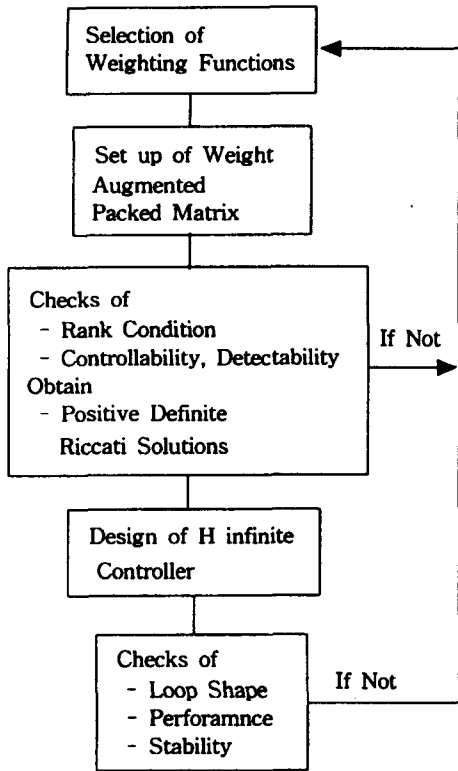 Selection of
Weighting Functions
Set up of Weight
Augmented
Packed Matrix
Checks of
- Rank Condition
- Controllability, Detectability
Obtain
- Positive Definite
Riccati Solutions
If Not
Design of H infinite
Controller
Checks of
- Loop Shape
- Perforamnce
- Stability
If Not